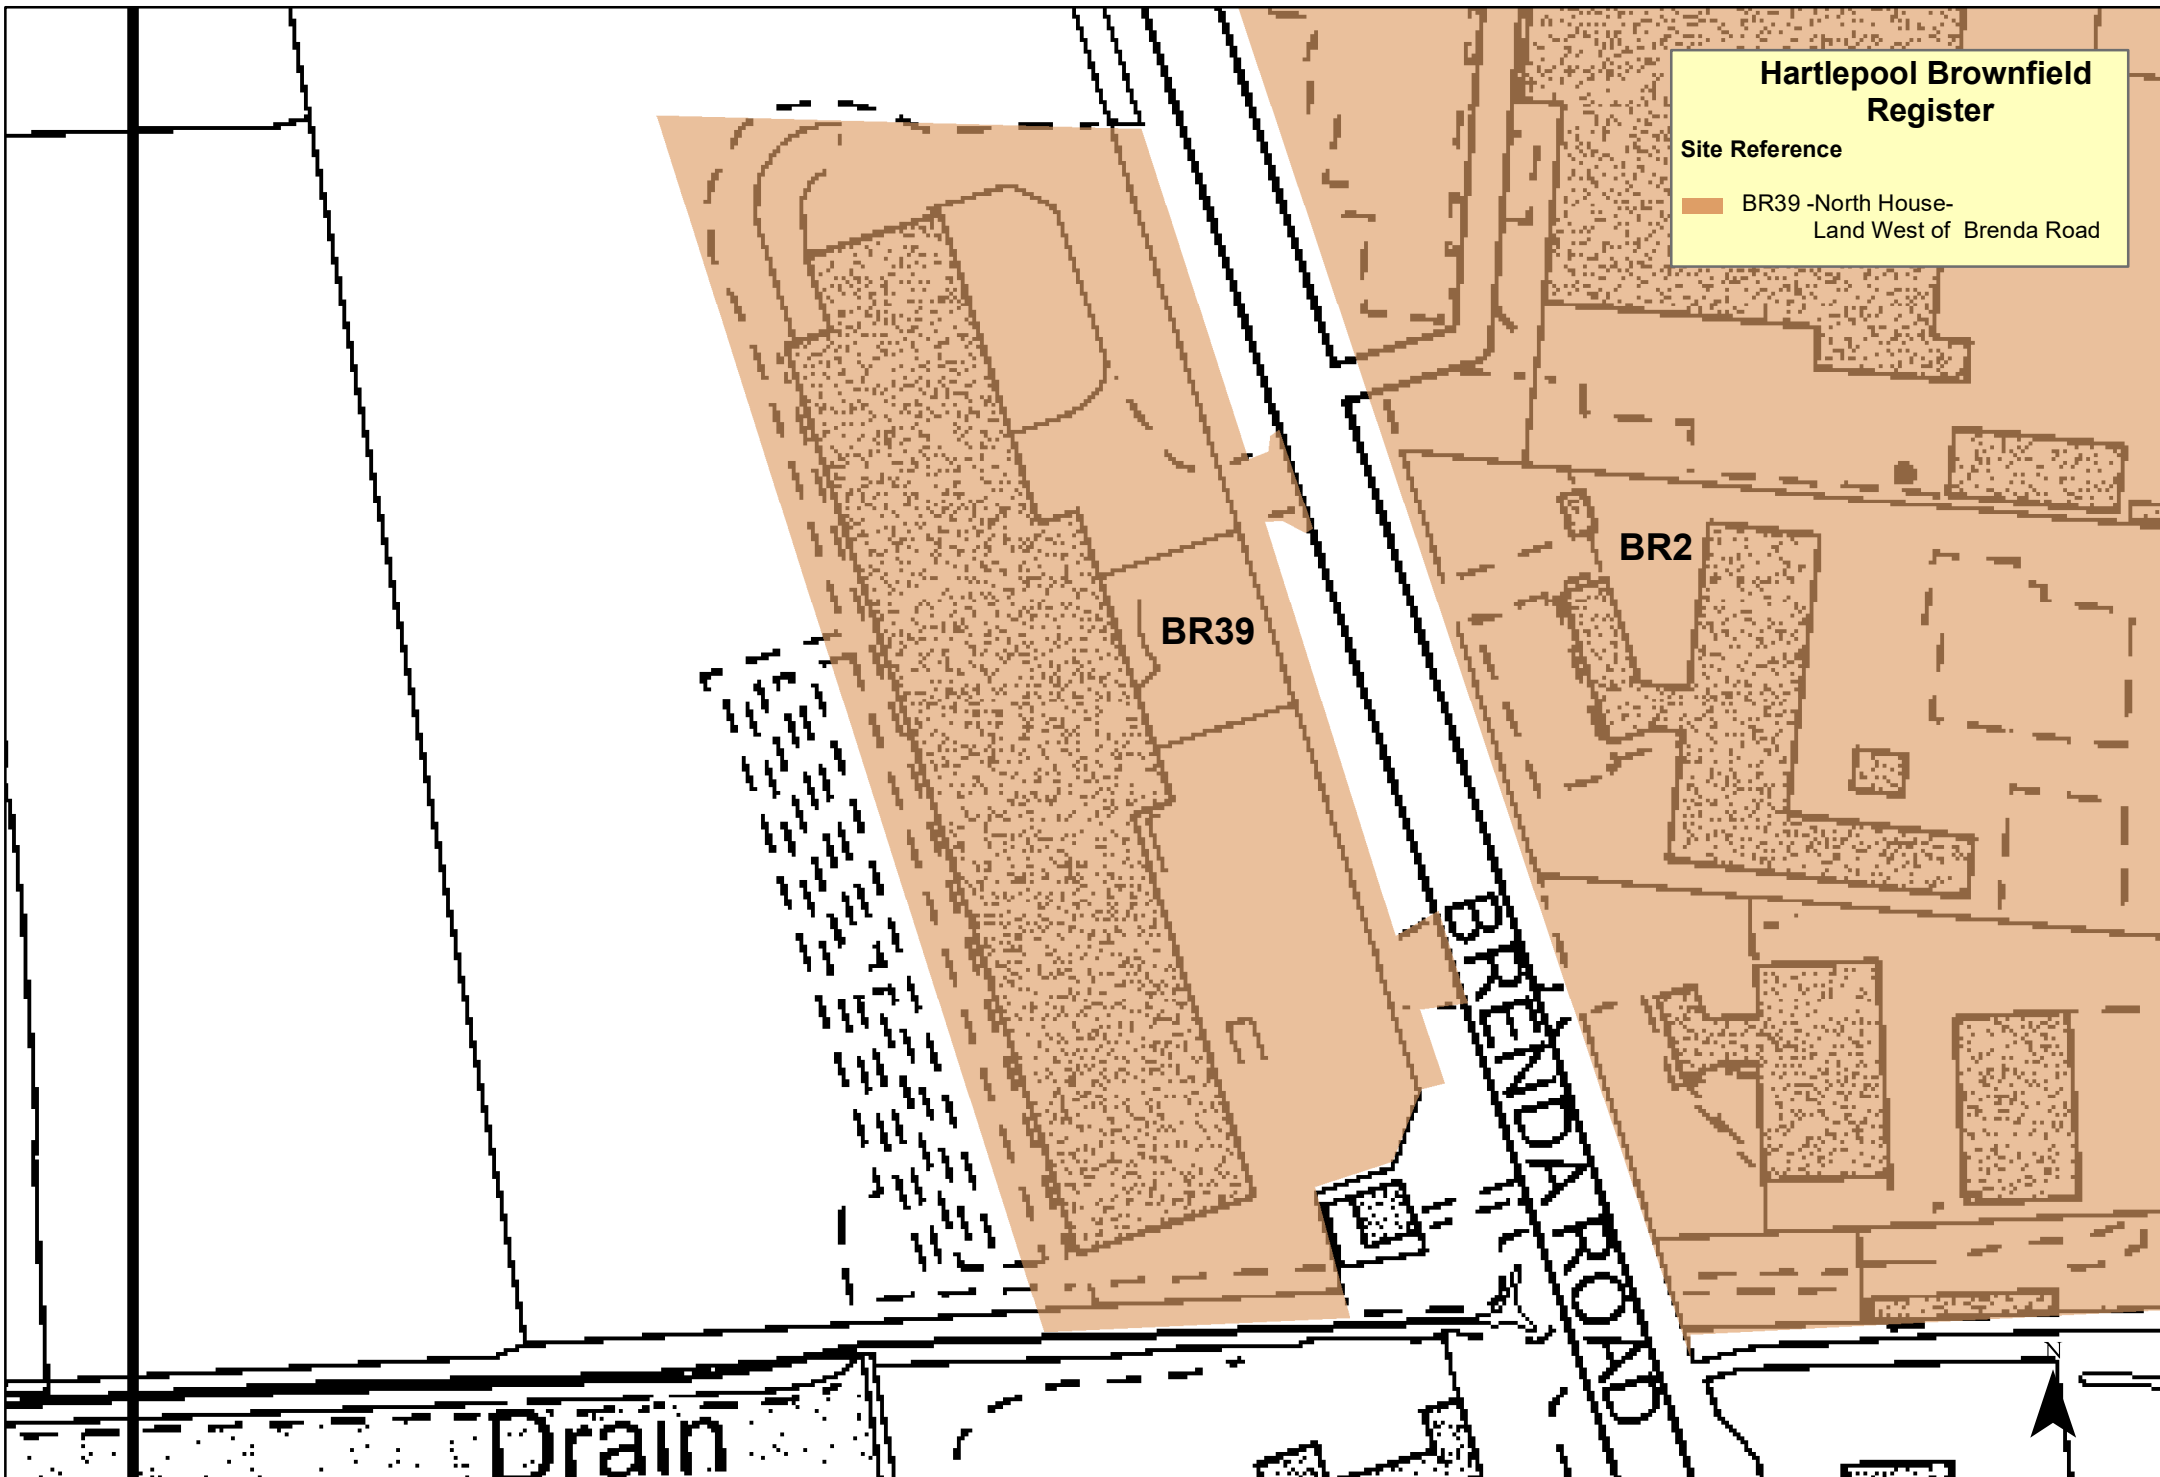 Hartlepool Brownfield
Register
Site Reference
BR39 -North House-
Land West of Brenda Road
BR2
BR39
BRENDA ROAD
N
Drain